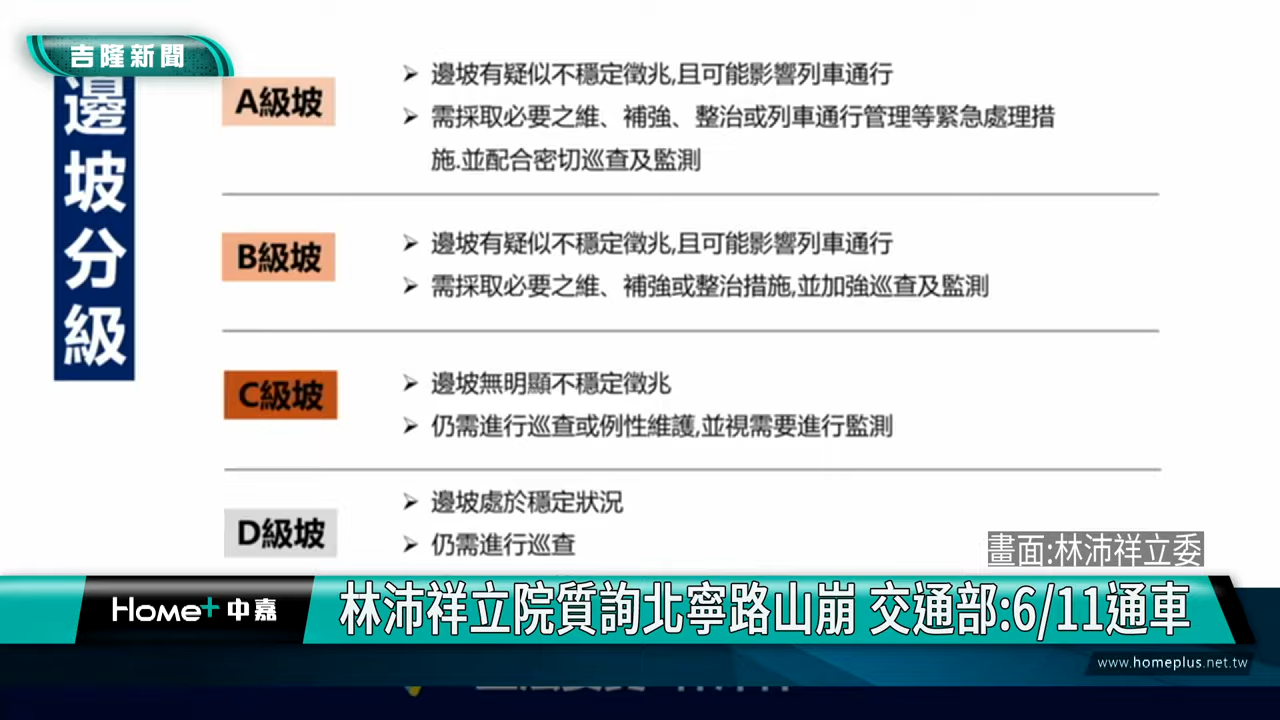 吉隆新聞
邊坡分級
A級坡
➢ 邊坡有疑似不穩定徵兆,且可能影響列車通行
➢ 需採取必要之維、補強、整治或列車通行管理等緊急處理措
施.並配合密切巡查及監測
B級坡
➢ 邊坡有疑似不穩定徵兆,且可能影響列車通行
➢ 需採取必要之維、補強或整治措施,並加強巡查及監測
C級坡
➢ 邊坡無明顯不穩定徵兆
➢ 仍需進行巡查或例性維護,並視需要進行監測
D級坡
➢ 邊坡處於穩定狀況
➢ 仍需進行巡查
畫面:林沛祥立委
Home+中嘉
林沛祥立院質詢北寧路山崩 交通部:6/11通車
www.homeplus.net.tw